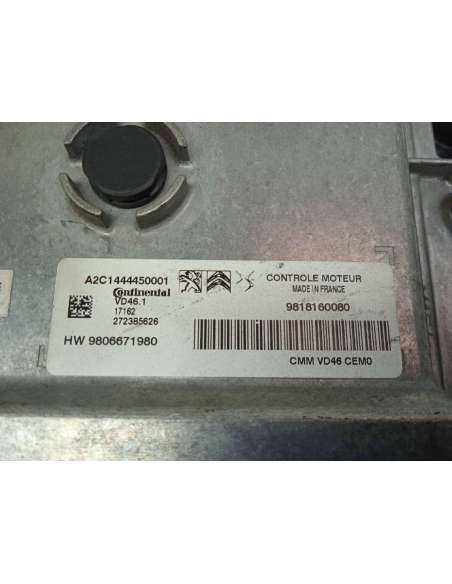 A2C1444450001
Continental
VD46.1
17162
272385626
HW 9806671980
CONTROLE MOTEUR
MADE IN FRANCE
9818160080
CMM VD46 CEM0